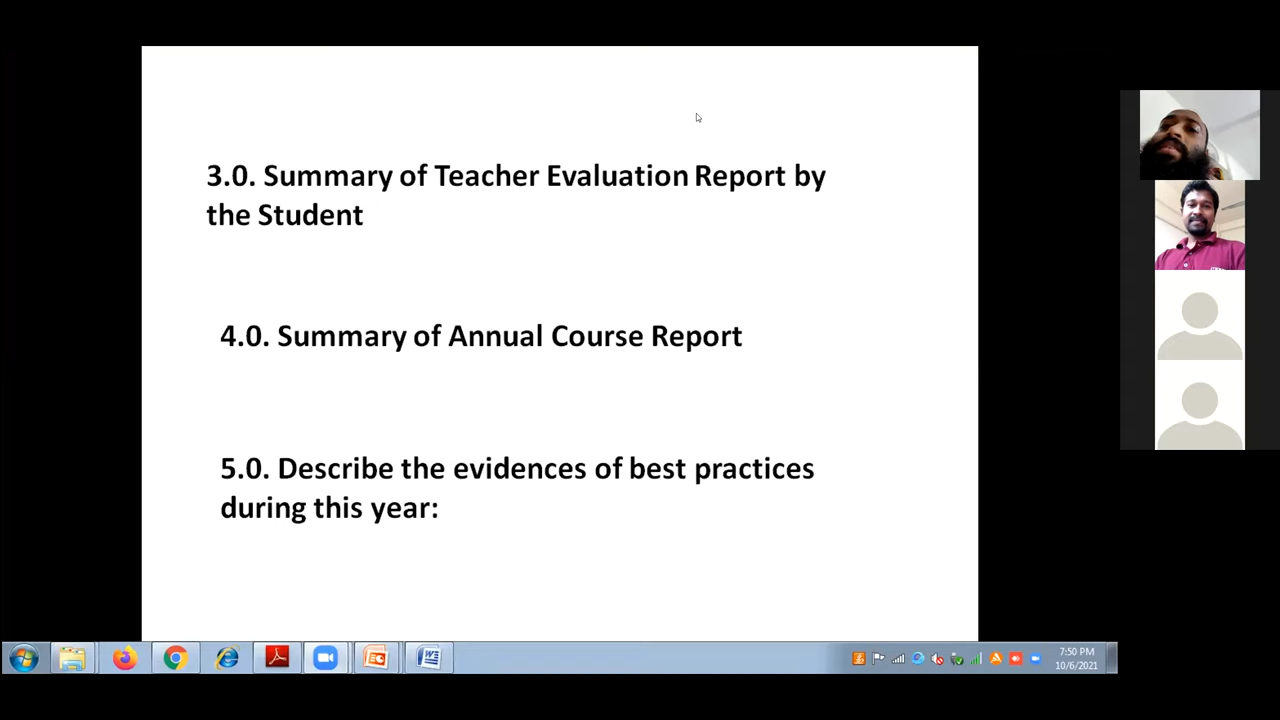 3.0. Summary of Teacher Evaluation Report by
the Student
4.0. Summary of Annual Course Report
5.0. Describe the evidences of best practices
during this year:
7:50 PM
10/6/2021